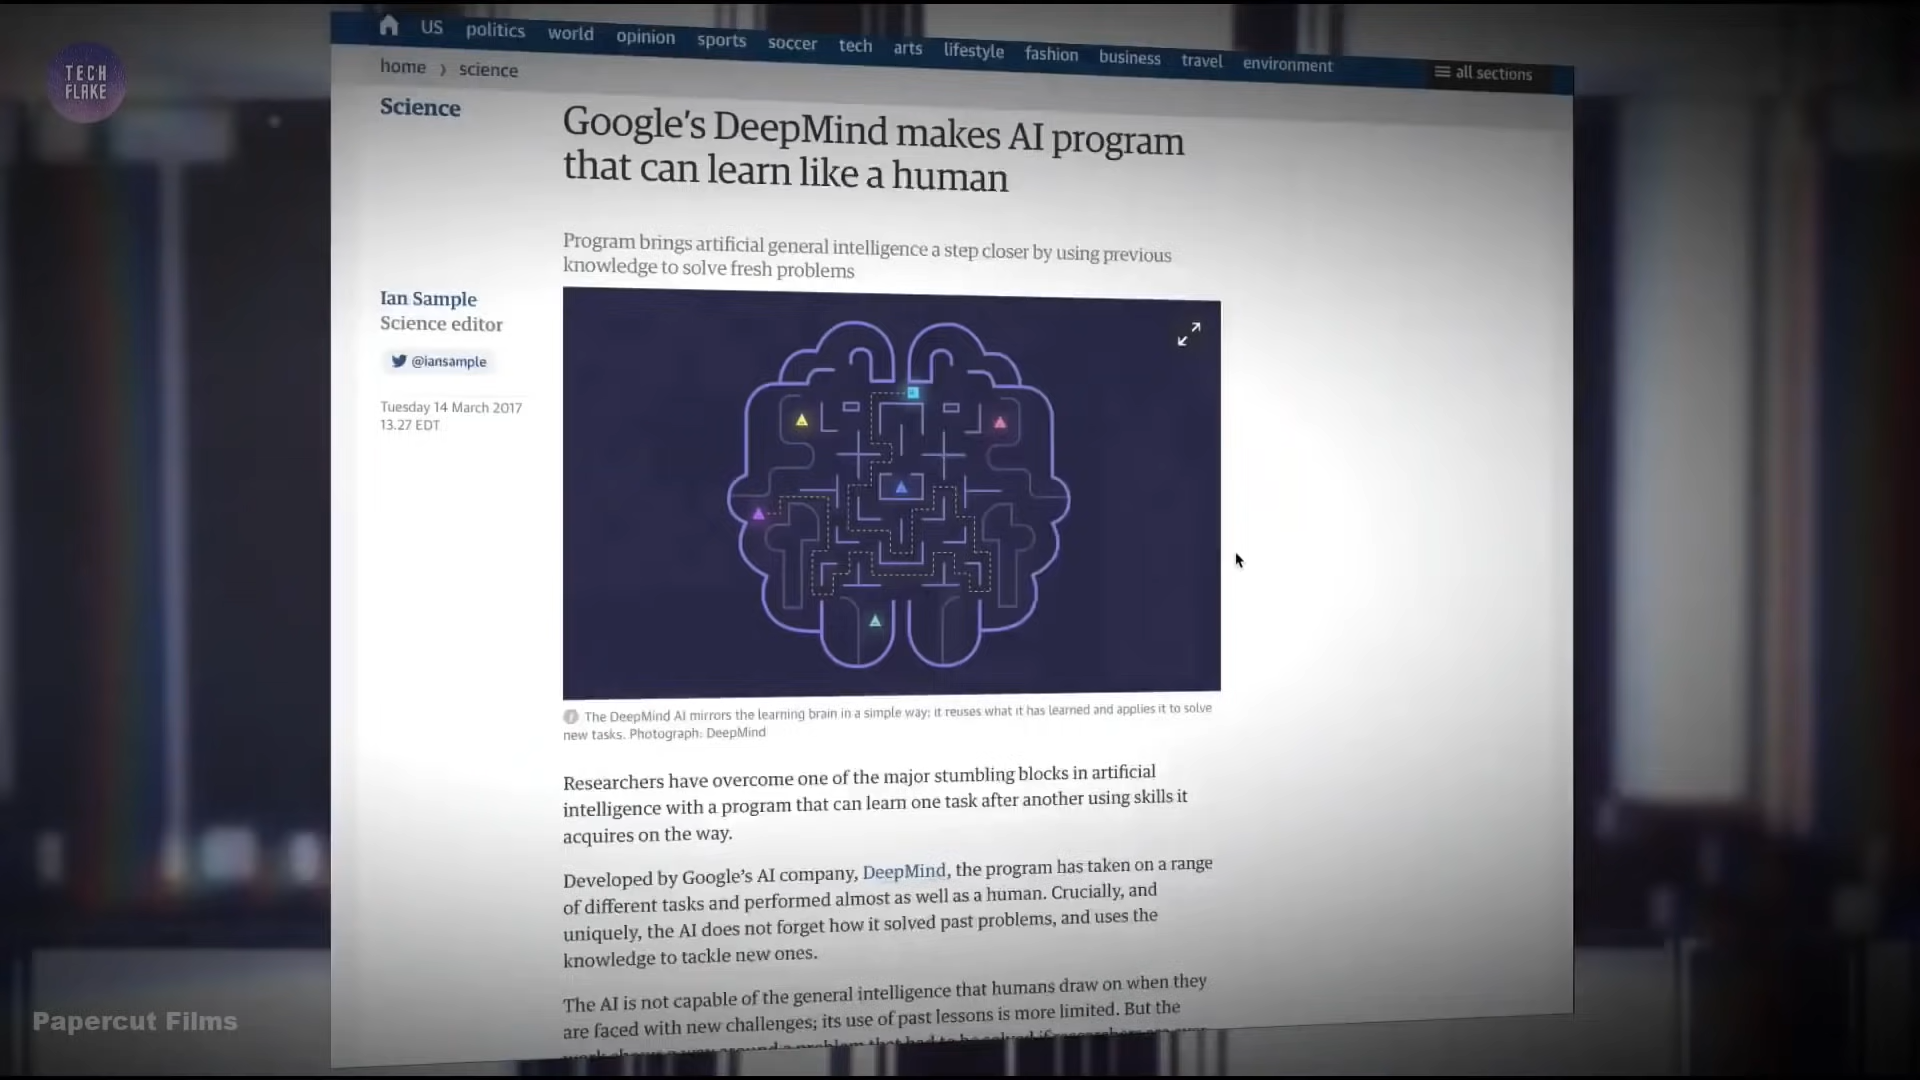 TECH
FLAKE
US politics world opinion sports soccer tech arts lifestyle fashion business travel environment all sections
home science
Science
Google's DeepMind makes AI program
that can learn like a human
Program brings artificial general intelligence a step closer by using previous
knowledge to solve fresh problems
Ian Sample
Science editor
@iansample
Tuesday 14 March 2017
13.27 EDT
The DeepMind AI mirrors the learning brain in a simple way; it reuses what it has learned and applies it to solve
new tasks. Photograph: DeepMind
Researchers have overcome one of the major stumbling blocks in artificial
intelligence with a program that can learn one task after another using skills it
acquires on the way.
Developed by Google's AI company, DeepMind, the program has taken on a range
of different tasks and performed almost as well as a human. Crucially, and
uniquely, the AI does not forget how it solved past problems, and uses the
knowledge to tackle new ones.
The AI is not capable of the general intelligence that humans draw on when they
are faced with new challenges; its use of past lessons is more limited. But the
Papercut Films